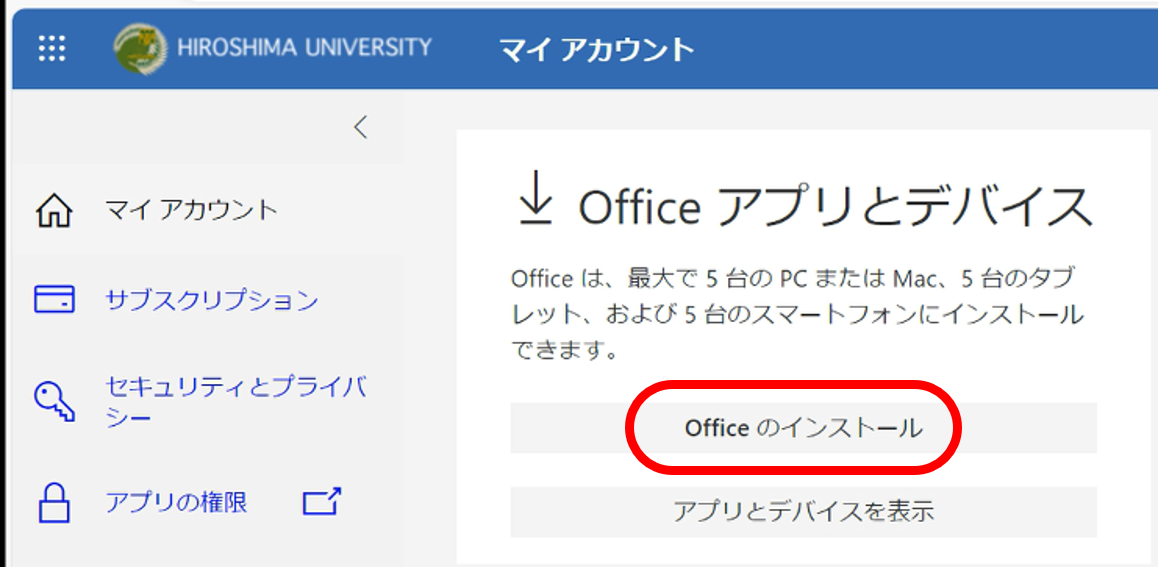 HIROSHIMA UNIVERSITY
マイ アカウント
マイ アカウント
サブスクリプション
セキュリティとプライバ
シー
アプリの権限
Office アプリとデバイス
Office は、最大で 5 台の PC または Mac、5 台のタブ
レット、および 5 台のスマートフォンにインストール
できます。
Office のインストール
アプリとデバイスを表示